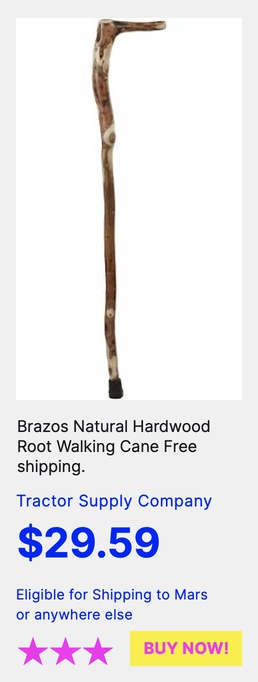 Brazos Natural Hardwood
Root Walking Cane Free
shipping.
Tractor Supply Company
$29.59
Eligible for Shipping to Mars
or anywhere else
BUY NOW!